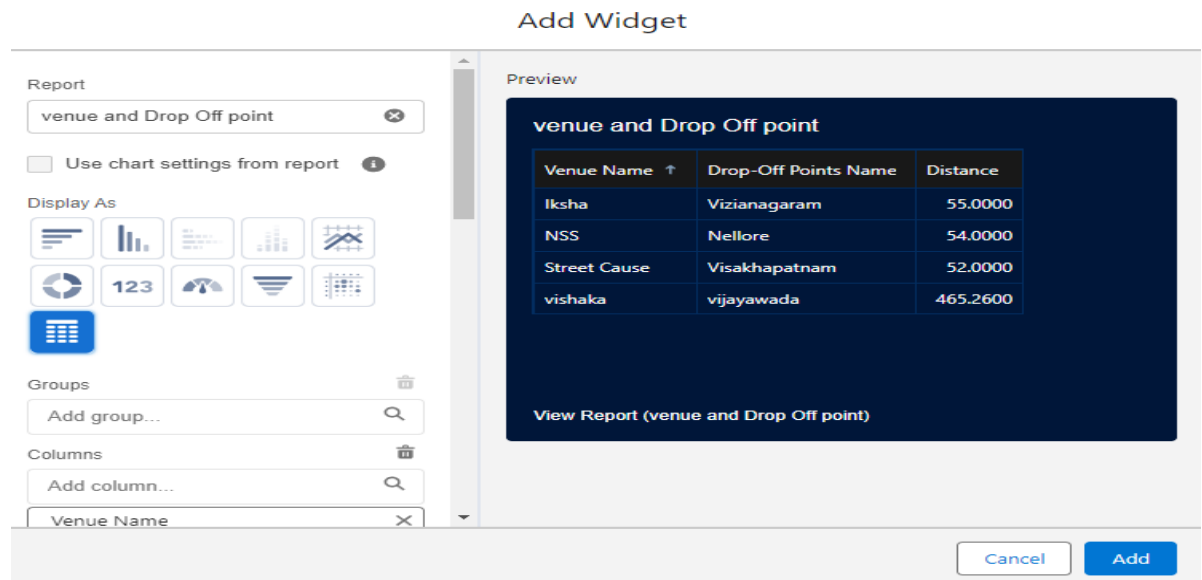 Add Widget
Report
venue and Drop Off point
Use chart settings from report
Display As
123
Groups
Add group...
Columns
Add column...
Venue Name
Preview
venue and Drop Off point
Venue Name ↑ Drop-Off Points Name Distance
Iksha Vizianagaram 55.0000
NSS Nellore 54.0000
Street Cause Visakhapatnam 52.0000
vishaka vijayawada 465.2600
View Report (venue and Drop Off point)
Cancel Add